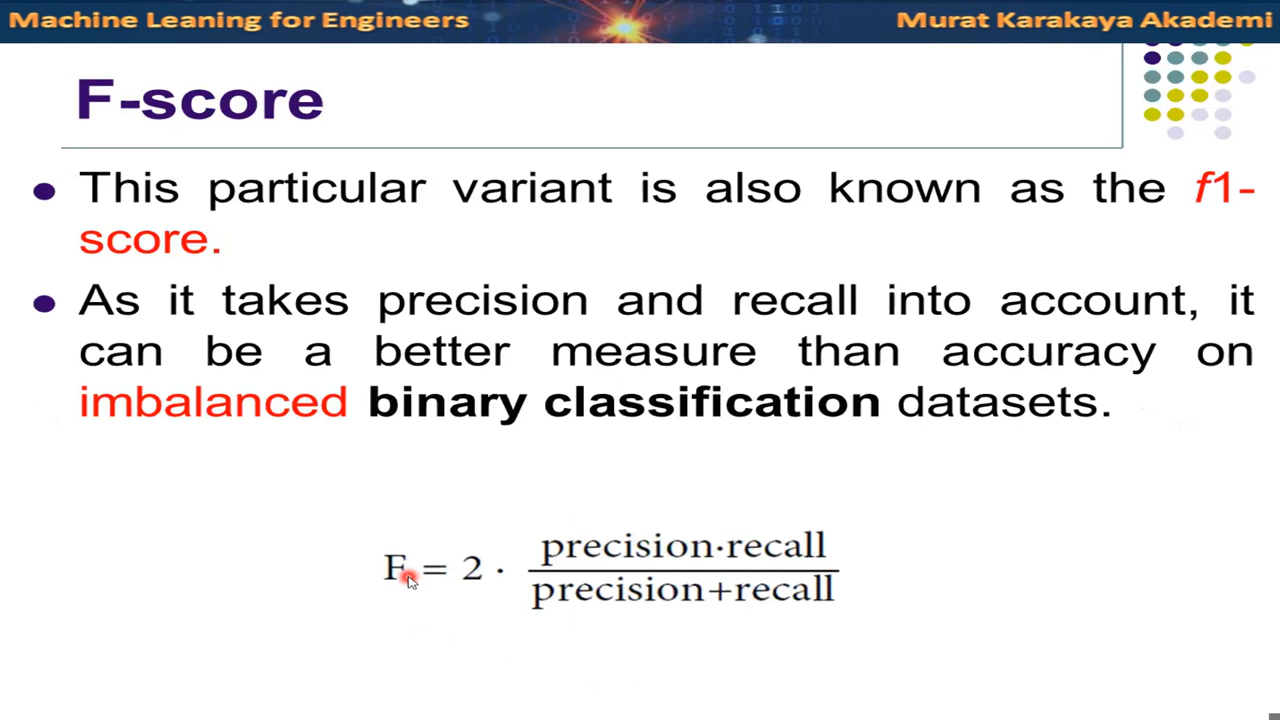 Machine Leaning for Engineers
Murat Karakaya Akademi
F-score
This particular variant is also known as the f1-
score.
As it takes precision and recall into account, it
can be a better measure than accuracy on
imbalanced binary classification datasets.
F = 2 · precision·recall
precision+recall